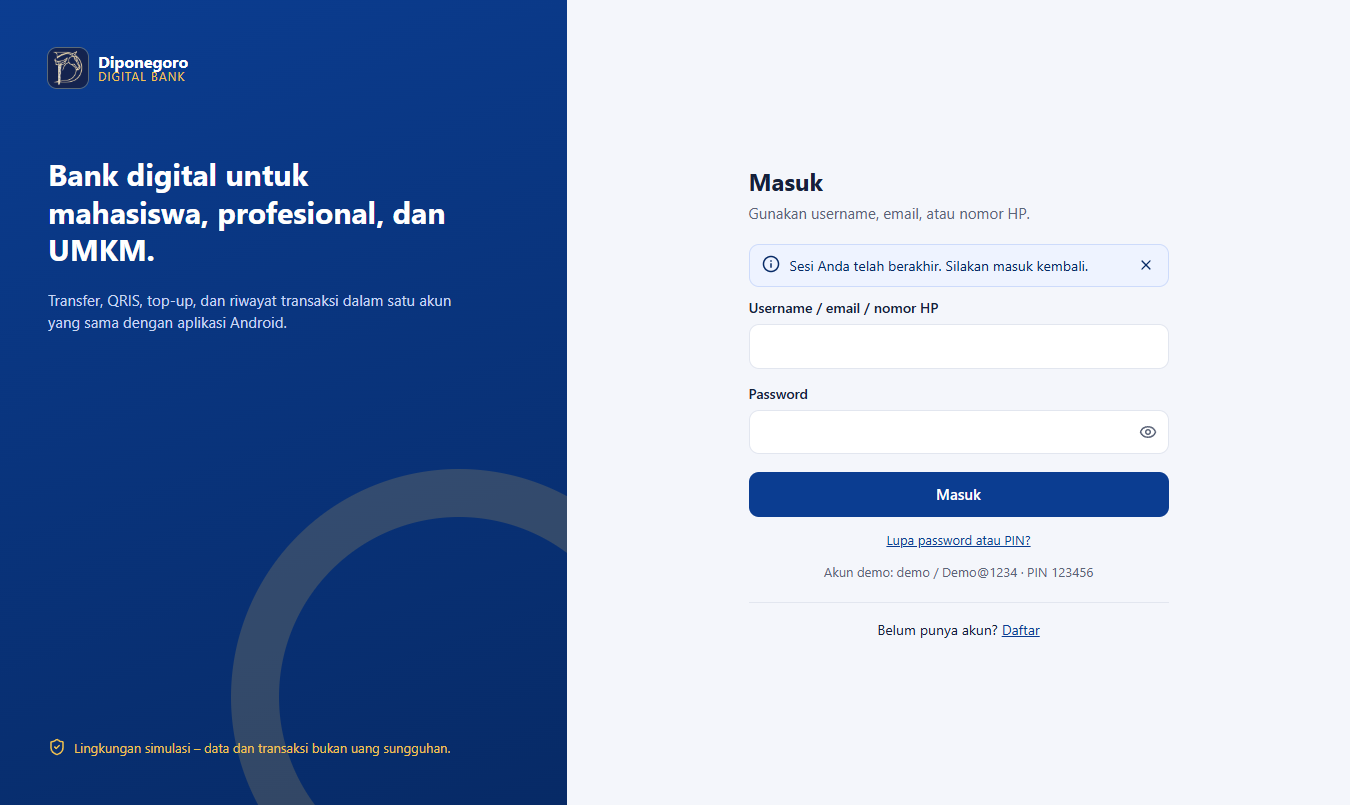 Diponegoro
DIGITAL BANK
Bank digital untuk
mahasiswa, profesional, dan
UMKM.
Transfer, QRIS, top-up, dan riwayat transaksi dalam satu akun
yang sama dengan aplikasi Android.
Lingkungan simulasi – data dan transaksi bukan uang sungguhan.
Masuk
Gunakan username, email, atau nomor HP.
Sesi Anda telah berakhir. Silakan masuk kembali.
Username / email / nomor HP
Password
Masuk
Lupa password atau PIN?
Akun demo: demo / Demo@1234 · PIN 123456
Belum punya akun? Daftar